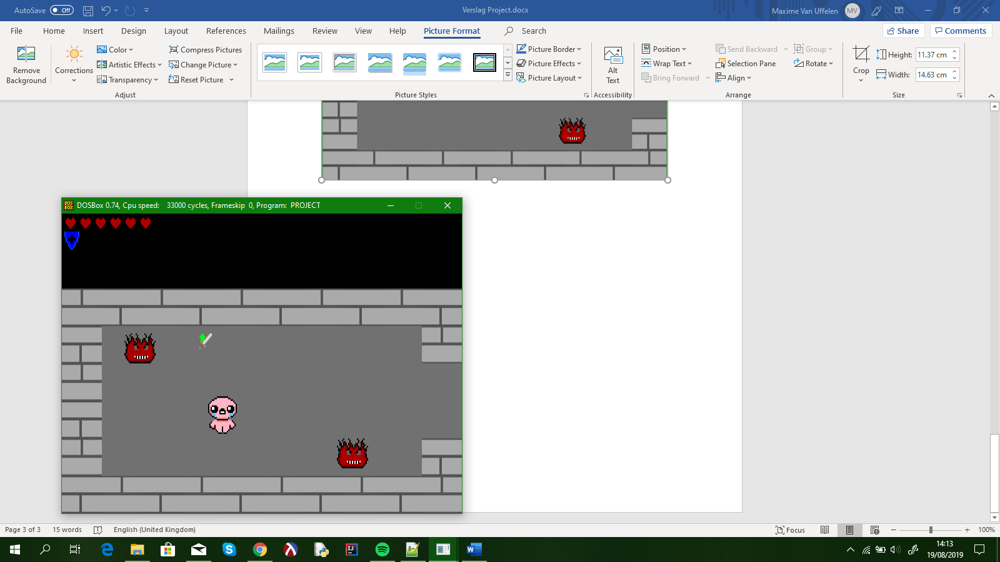 AutoSave Off
Verslag Project.docx
Maxime Van Uffelen MV
File Home Insert Design Layout References Mailings Review View Help Picture Format Search
Share Comments
Remove Background
Corrections
Color
Artistic Effects
Transparency
Compress Pictures
Change Picture
Reset Picture
Adjust
Picture Styles
Picture Border
Picture Effects
Picture Layout
Alt Text
Accessibility
Position
Wrap Text
Bring Forward
Send Backward
Selection Pane
Align
Group
Rotate
Arrange
Crop
Height: 11.37 cm
Width: 14.63 cm
Size
DOS BOX
DOSBox 0.74, Cpu speed: 33000 cycles, Frameskip 0, Program: PROJECT
Page 3 of 3 15 words English (United Kingdom)
Focus
100%
14:13
19/08/2019